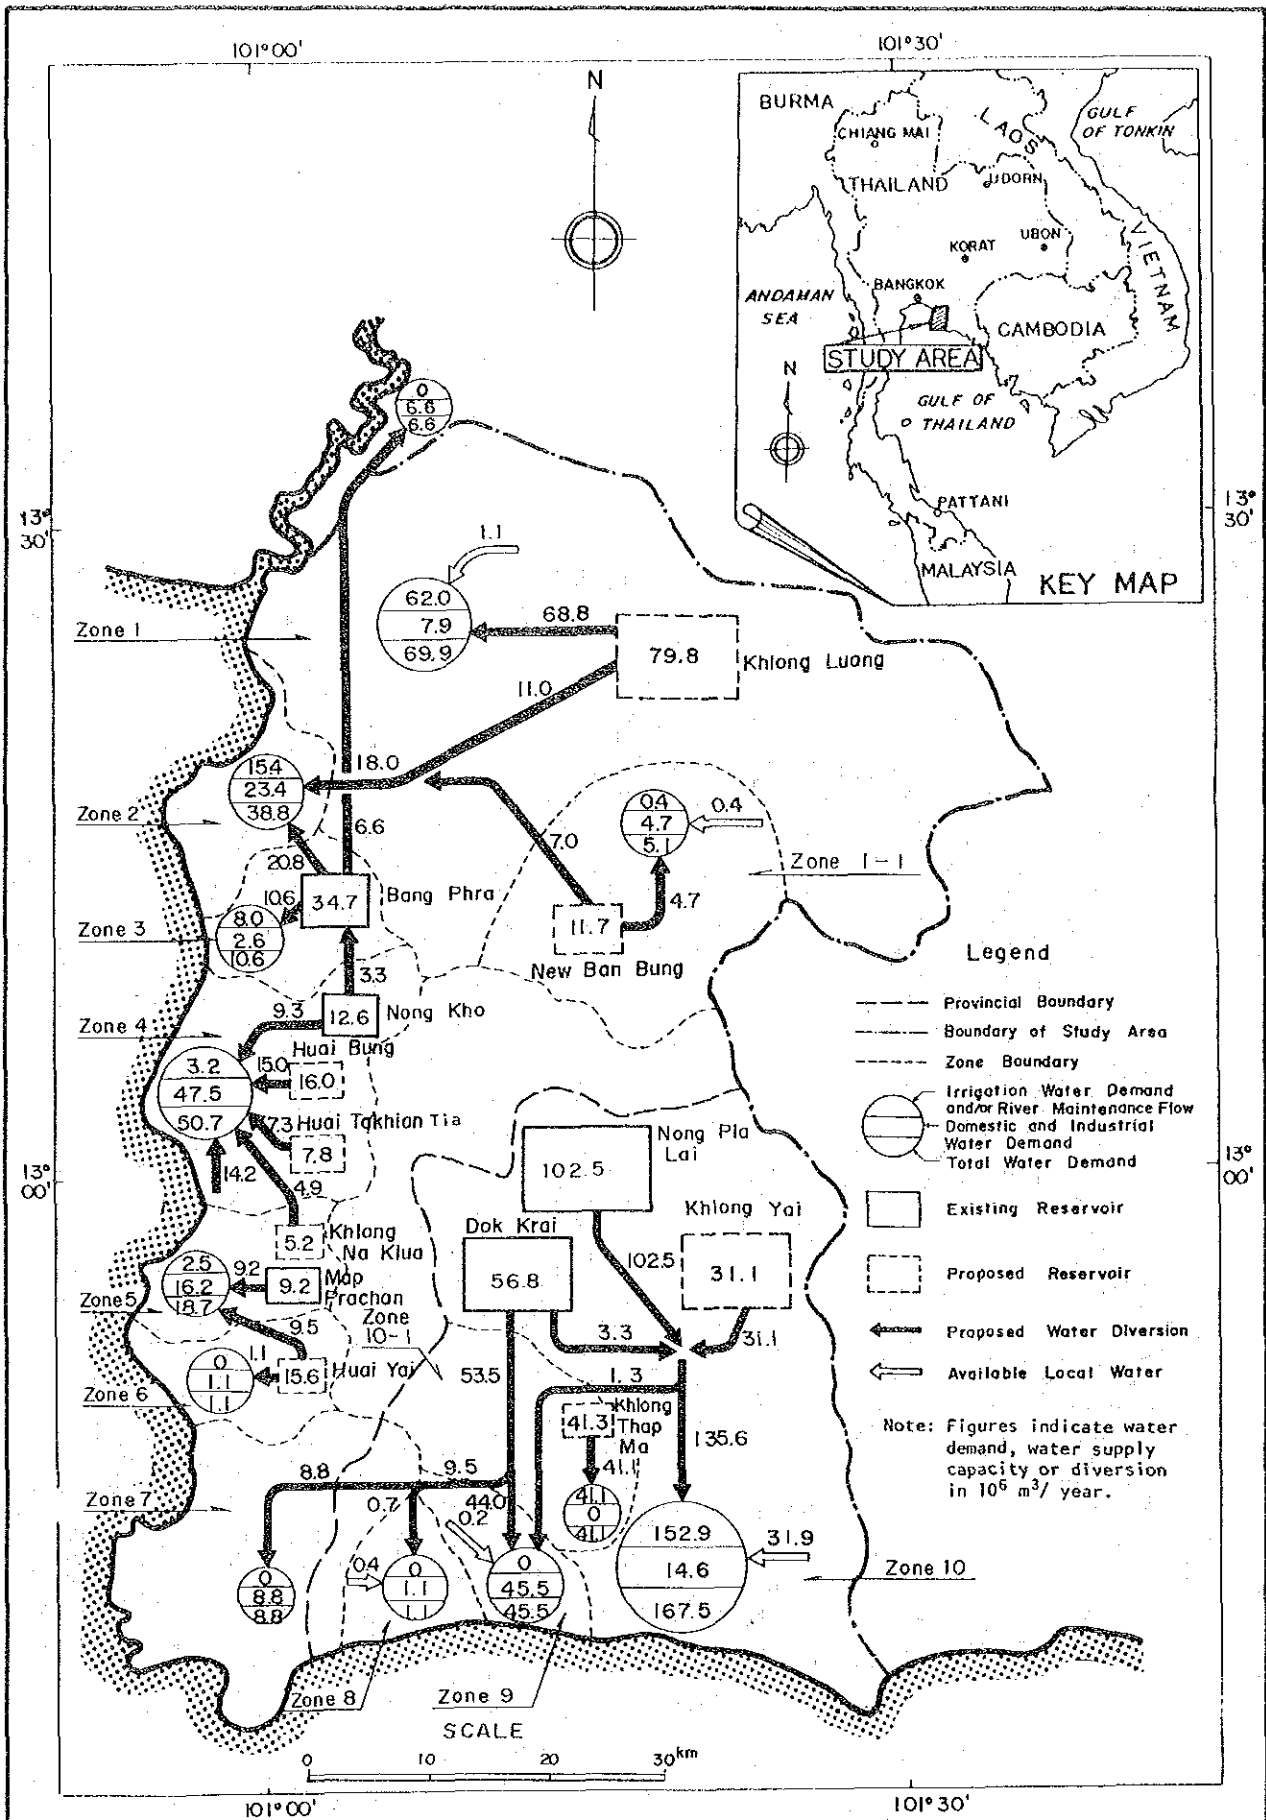 101°00'
101°30'
N
BURMA
CHIANG MAI
LAOS
GULF
OF TONKIN
THAILAND
UDORN
VIETNAM
KORAT
UBON
BANGKOK
ANDAMAN
SEA
CAMBODIA
STUDY AREA
N
GULF OF
THAILAND
PATTANI
MALAYSIA
KEY MAP
13°
30'
13°
30'
0
6.6
6.6
1.1
62.0
7.9
69.9
68.8
79.8
Khlong Luang
Zone 1
11.0
18.0
154
23.4
38.8
Zone 2
6.6
20.8
7.0
0.4
4.7
5.1
0.4
Zone 1-1
4.7
10.6
34.7
Bang Phra
11.7
New Ban Bung
8.0
2.6
10.6
Zone 3
3.3
9.3
12.6
Nong Kho
Zone 4
Huai Bung
15.0
16.0
3.2
47.5
50.7
7.3
Huai Takhian Tia
7.8
14.2
4.9
5.2
Khlong
Na Klua
Nong Pla
Lai
102.5
Khlong Yai
31.1
Dok Krai
56.8
102.5
3.3
31.1
2.5
16.2
18.7
9.2
9.2
Map
Prachan
Zone 5
9.5
Zone
10-1
1.1
15.6
Huai Yai
0
1.1
1.1
Zone 6
53.5
1.3
41.3
Khlong
Thap
Ma
135.6
41.1
8.8
9.5
Zone 7
0.7
44.0
0.2
41.1
0
41.1
152.9
14.6
167.5
31.9
Zone 10
0.4
0
8.8
8.8
0
1.1
1.1
0
45.5
45.5
Zone 8
Zone 9
Legend
Provincial Boundary
Boundary of Study Area
Zone Boundary
Irrigation Water Demand
and/or River Maintenance Flow
Domestic and Industrial
Water Demand
Total Water Demand
Existing Reservoir
Proposed Reservoir
Proposed Water Diversion
Available Local Water
Note: Figures indicate water
demand, water supply
capacity or diversion
in 10⁶ m³/ year.
13°
00'
13°
00'
SCALE
0
10
20
30km
101°00'
101°30'